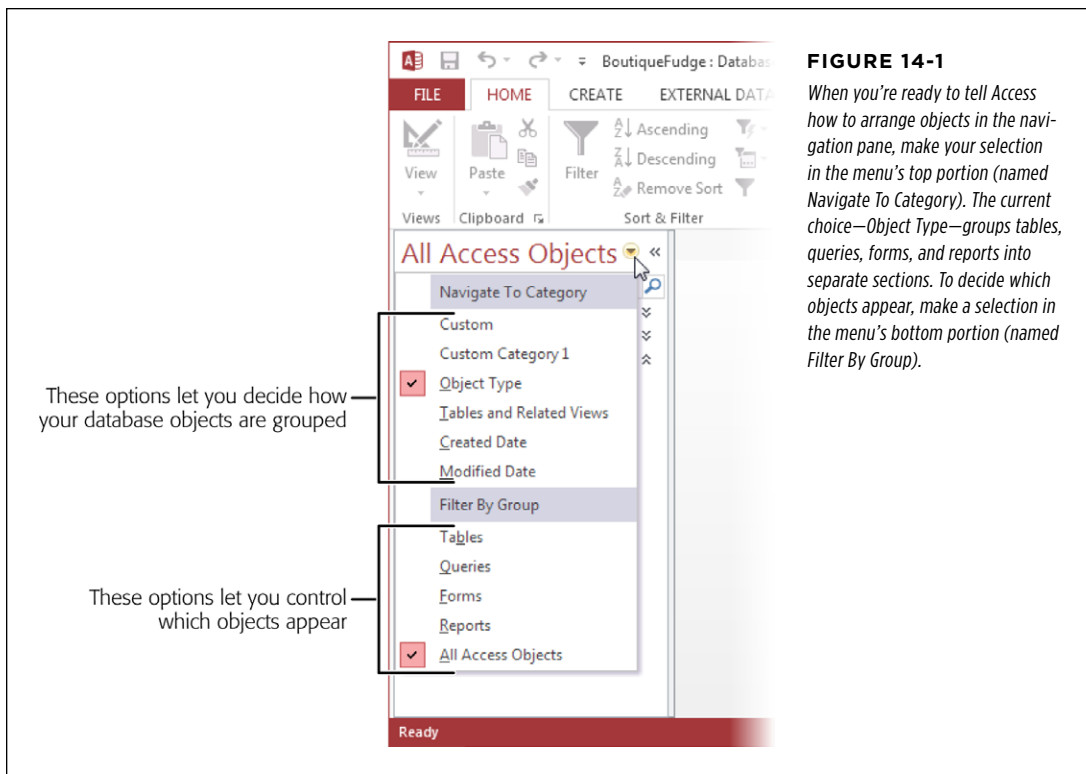 BoutiqueFudge : Databas
FILE HOME CREATE EXTERNAL DATA
View
Paste
Filter
Ascending
Descending
Remove Sort
Views Clipboard Sort & Filter
All Access Objects
Navigate To Category
Custom
Custom Category 1
Object Type
Tables and Related Views
Created Date
Modified Date
Filter By Group
Tables
Queries
Forms
Reports
All Access Objects
Ready
These options let you decide how
your database objects are grouped
These options let you control
which objects appear
FIGURE 14-1
When you’re ready to tell Access
how to arrange objects in the navi-
gation pane, make your selection
in the menu’s top portion (named
Navigate To Category). The current
choice—Object Type—groups tables,
queries, forms, and reports into
separate sections. To decide which
objects appear, make a selection in
the menu’s bottom portion (named
Filter By Group).